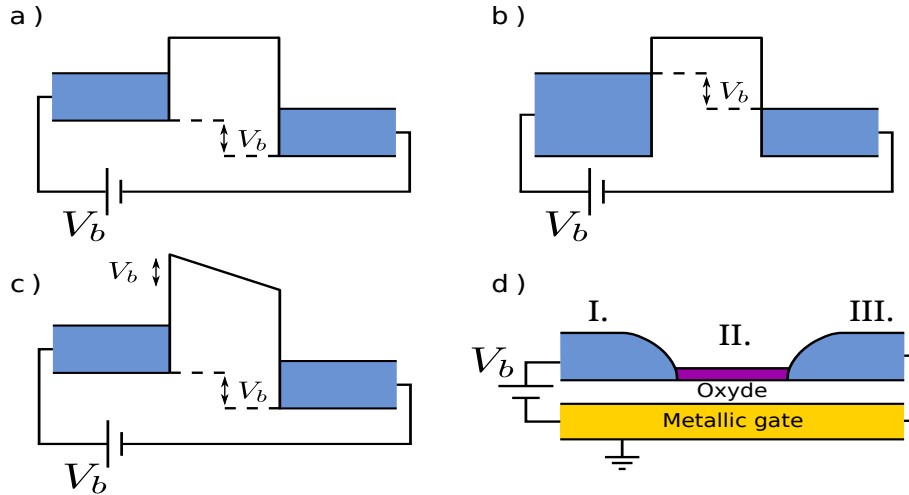 a)
V_b
V_b
b)
V_b
V_b
c)
V_b
V_b
V_b
d)
I.
II.
III.
V_b
Oxyde
Metallic gate